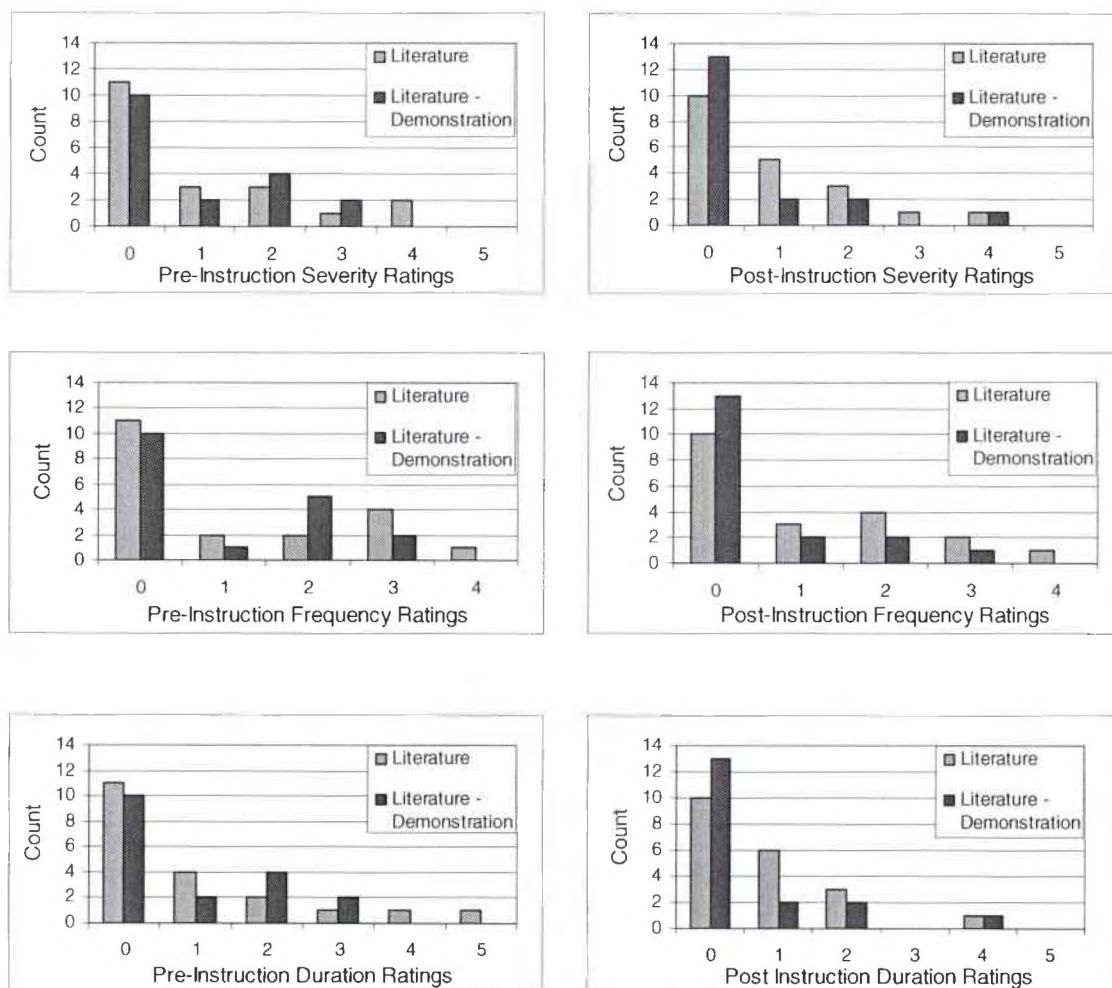 14
12
10
8
6
4
2
0
Count
Literature
Literature -
Demonstration
0 1 2 3 4 5
Pre-Instruction Severity Ratings
14
12
10
8
6
4
2
0
Count
Literature
Literature -
Demonstration
0 1 2 3 4 5
Post-Instruction Severity Ratings
14
12
10
8
6
4
2
0
Count
Literature
Literature -
Demonstration
0 1 2 3 4
Pre-Instruction Frequency Ratings
14
12
10
8
6
4
2
0
Count
Literature
Literature -
Demonstration
0 1 2 3 4
Post-Instruction Frequency Ratings
14
12
10
8
6
4
2
0
Count
Literature
Literature -
Demonstration
0 1 2 3 4 5
Pre-Instruction Duration Ratings
14
12
10
8
6
4
2
0
Count
Literature
Literature -
Demonstration
0 1 2 3 4 5
Post Instruction Duration Ratings